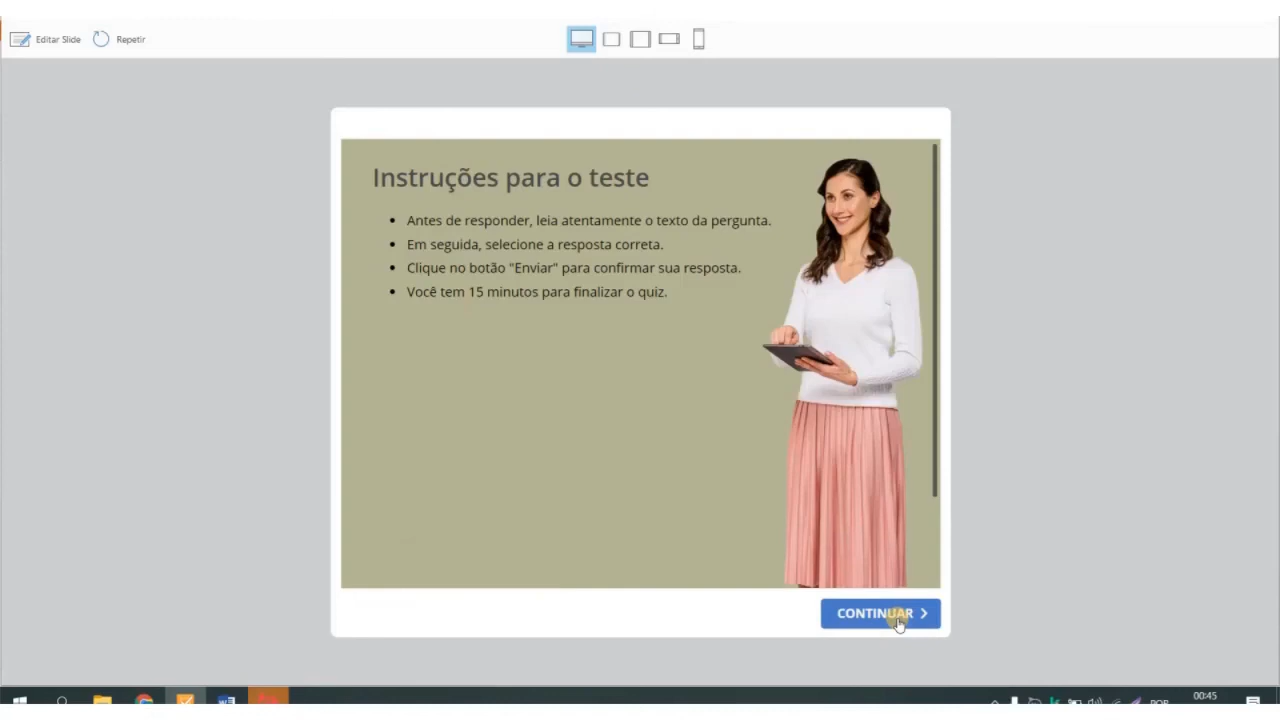 Editar Slide
Repetir
Instruções para o teste
Antes de responder, leia atentamente o texto da pergunta.
Em seguida, selecione a resposta correta.
Clique no botão "Enviar" para confirmar sua resposta.
Você tem 15 minutos para finalizar o quiz.
CONTINUAR
POR
00:45